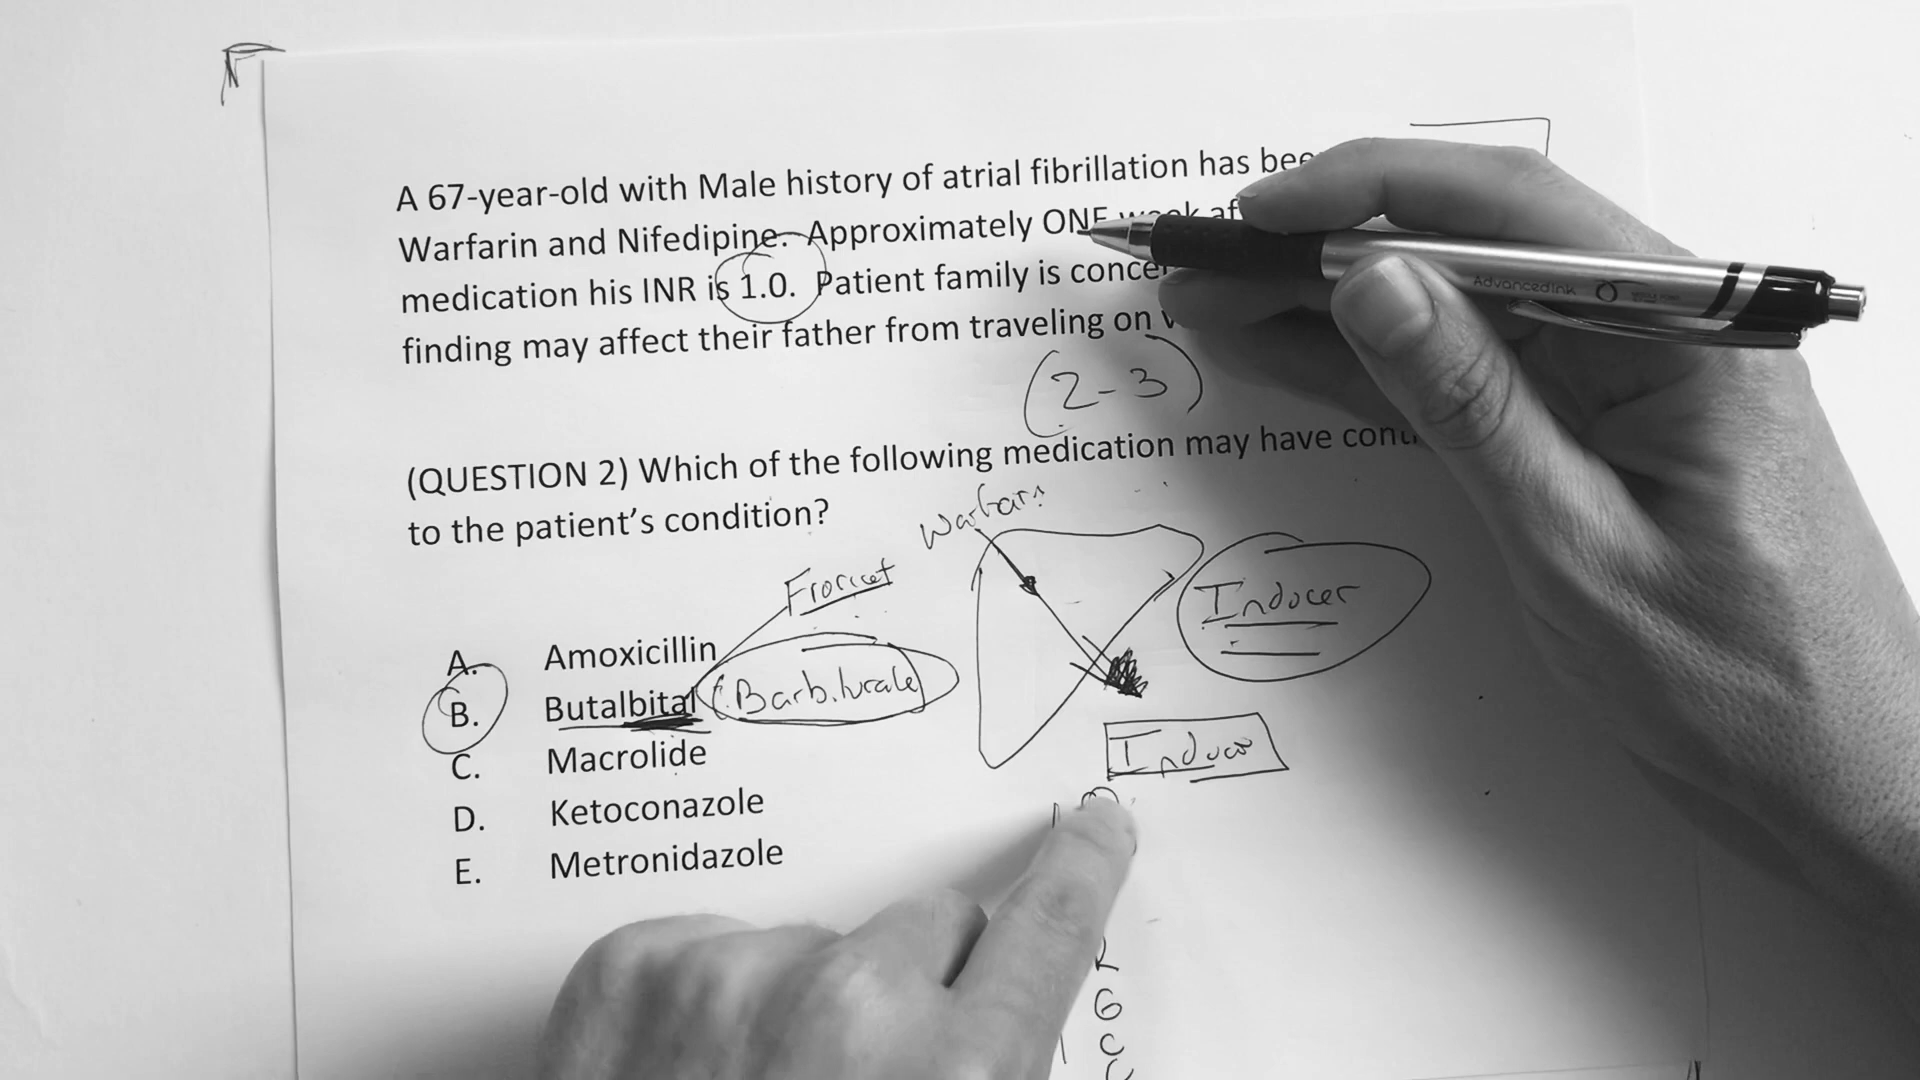 A 67-year-old with Male history of atrial fibrillation has bee
Warfarin and Nifedipine. Approximately ONE week af
medication his INR is 1.0. Patient family is conce
finding may affect their father from traveling on
(2-3)
(QUESTION 2) Which of the following medication may have con
to the patient's condition?
Fioricet
Inducer
A. Amoxicillin
B. Butalbital (Barbiturate)
C. Macrolide
Inducer
D. Ketoconazole
E. Metronidazole
R
G
C
AdvancedInk